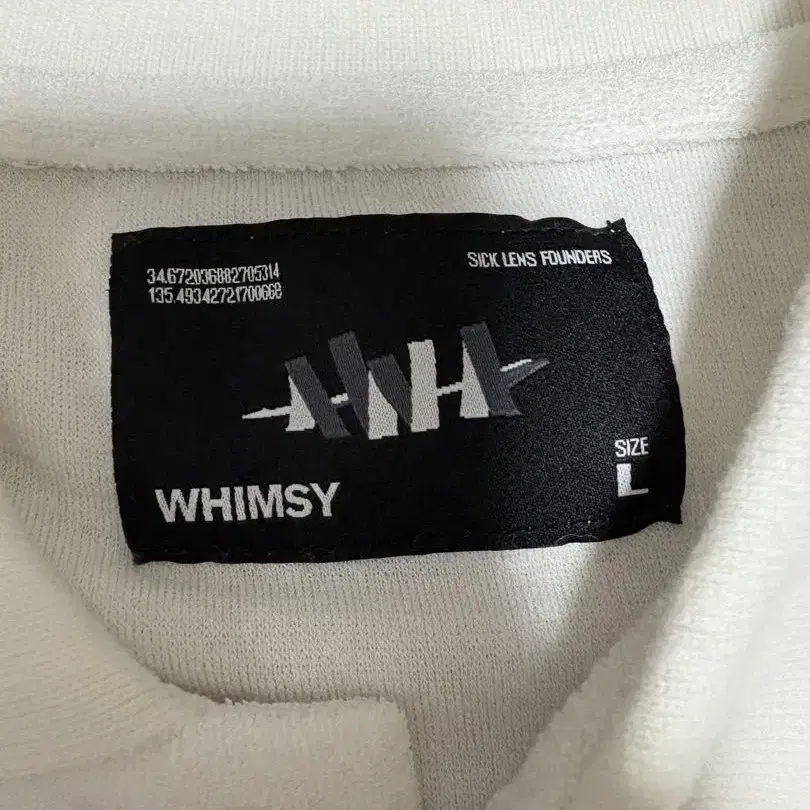 34.672036882705314
135.49342721700668
SICK LENS FOUNDERS
WHIMSY
SIZE
L